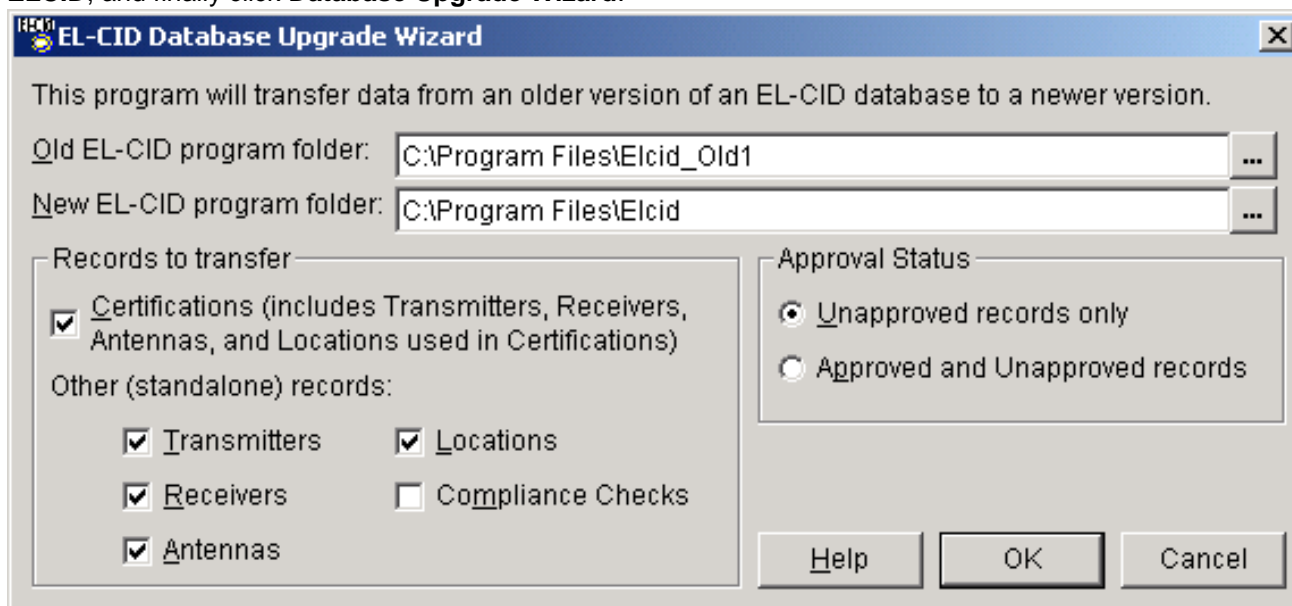 EL-CID Database Upgrade Wizard
This program will transfer data from an older version of an EL-CID database to a newer version.
Old EL-CID program folder: C:\Program Files\Elcid_Old1 ...
New EL-CID program folder: C:\Program Files\Elcid ...
Records to transfer
Certifications (includes Transmitters, Receivers,
Antennas, and Locations used in Certifications)
Other (standalone) records:
Transmitters
Locations
Receivers
Compliance Checks
Antennas
Approval Status
Unapproved records only
Approved and Unapproved records
Help
OK
Cancel